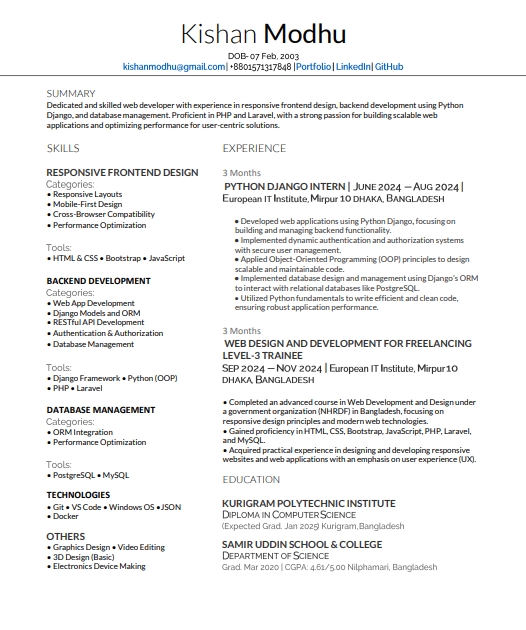 Kishan Modhu
DOB- 07 Feb, 2003
kishanmodhu@gmail.com| +8801571317848 |Portfolio| LinkedIn| GitHub
SUMMARY
Dedicated and skilled web developer with experience in responsive frontend design, backend development using Python
Django, and database management. Proficient in PHP and Laravel, with a strong passion for building scalable web
applications and optimizing performance for user-centric solutions.
SKILLS
RESPONSIVE FRONTEND DESIGN
Categories:
• Responsive Layouts
• Mobile-First Design
• Cross-Browser Compatibility
• Performance Optimization
Tools:
• HTML & CSS • Bootstrap • JavaScript
BACKEND DEVELOPMENT
Categories:
• Web App Development
• Django Models and ORM
• RESTful API Development
• Authentication & Authorization
• Database Management
Tools:
• Django Framework • Python (OOP)
• PHP • Laravel
DATABASE MANAGEMENT
Categories:
• ORM Integration
• Performance Optimization
Tools:
• PostgreSQL • MySQL
TECHNOLOGIES
• Git • VS Code • Windows OS •JSON
• Docker
OTHERS
• Graphics Design • Video Editing
• 3D Design (Basic)
• Electronics Device Making
EXPERIENCE
3 Months
PYTHON DJANGO INTERN | JUNE 2024 — AUG 2024 |
European IT Institute, Mirpur 10 DHAKA, BANGLADESH
• Developed web applications using Python Django, focusing on
building and managing backend functionality.
• Implemented dynamic authentication and authorization systems
with secure user management.
• Applied Object-Oriented Programming (OOP) principles to design
scalable and maintainable code.
• Implemented database design and management using Django's ORM
to interact with relational databases like PostgreSQL.
• Utilized Python fundamentals to write efficient and clean code,
ensuring robust application performance.
3 Months
WEB DESIGN AND DEVELOPMENT FOR FREELANCING
LEVEL-3 TRAINEE
SEP 2024 — NOV 2024 | European IT Institute, Mirpur10
DHAKA, BANGLADESH
• Completed an advanced course in Web Development and Design under
a government organization (NHRDF) in Bangladesh, focusing on
responsive design principles and modern web technologies.
• Gained proficiency in HTML, CSS, Bootstrap, JavaScript, PHP, Laravel,
and MySQL.
• Acquired practical experience in designing and developing responsive
websites and web applications with an emphasis on user experience (UX).
EDUCATION
KURIGRAM POLYTECHNIC INSTITUTE
DIPLOMA IN COMPUTER SCIENCE
(Expected Grad. Jan 2025) Kurigram,Bangladesh
SAMIR UDDIN SCHOOL & COLLEGE
DEPARTMENT OF SCIENCE
Grad. Mar 2020 | CGPA: 4.61/5.00 Nilphamari, Bangladesh